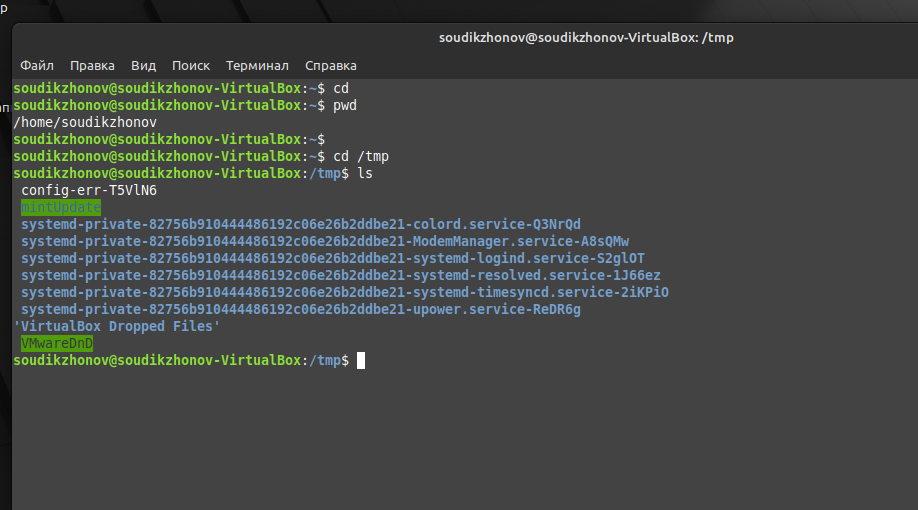 р
soudikzhonov@soudikzhonov-VirtualBox: /tmp
Файл Правка Вид Поиск Терминал Справка
ап
soudikzhonov@soudikzhonov-VirtualBox:~$ cd
soudikzhonov@soudikzhonov-VirtualBox:~$ pwd
/home/soudikzhonov
soudikzhonov@soudikzhonov-VirtualBox:~$
soudikzhonov@soudikzhonov-VirtualBox:~$ cd /tmp
soudikzhonov@soudikzhonov-VirtualBox:/tmp$ ls
config-err-T5VlN6
mintUpdate
systemd-private-82756b910444486192c06e26b2ddbe21-colord.service-Q3NrQd
systemd-private-82756b910444486192c06e26b2ddbe21-ModemManager.service-A8sQMw
systemd-private-82756b910444486192c06e26b2ddbe21-systemd-logind.service-S2glOT
systemd-private-82756b910444486192c06e26b2ddbe21-systemd-resolved.service-1J66ez
systemd-private-82756b910444486192c06e26b2ddbe21-systemd-timesyncd.service-2iKPiO
systemd-private-82756b910444486192c06e26b2ddbe21-upower.service-ReDR6g
'VirtualBox Dropped Files'
VMwareDnD
soudikzhonov@soudikzhonov-VirtualBox:/tmp$